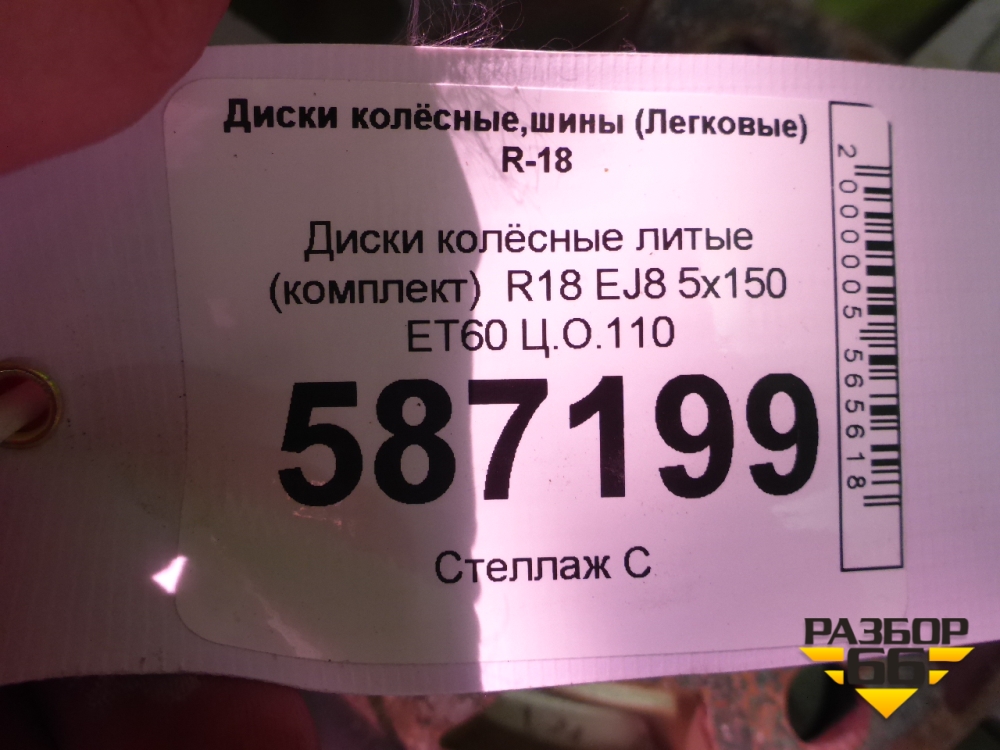 Диски колёсные,шины (Легковые)
R-18
Диски колёсные литые
(комплект) R18 EJ8 5x150
ET60 Ц.О.110
587199
Стеллаж С
2000005565618
РАЗБОР
66